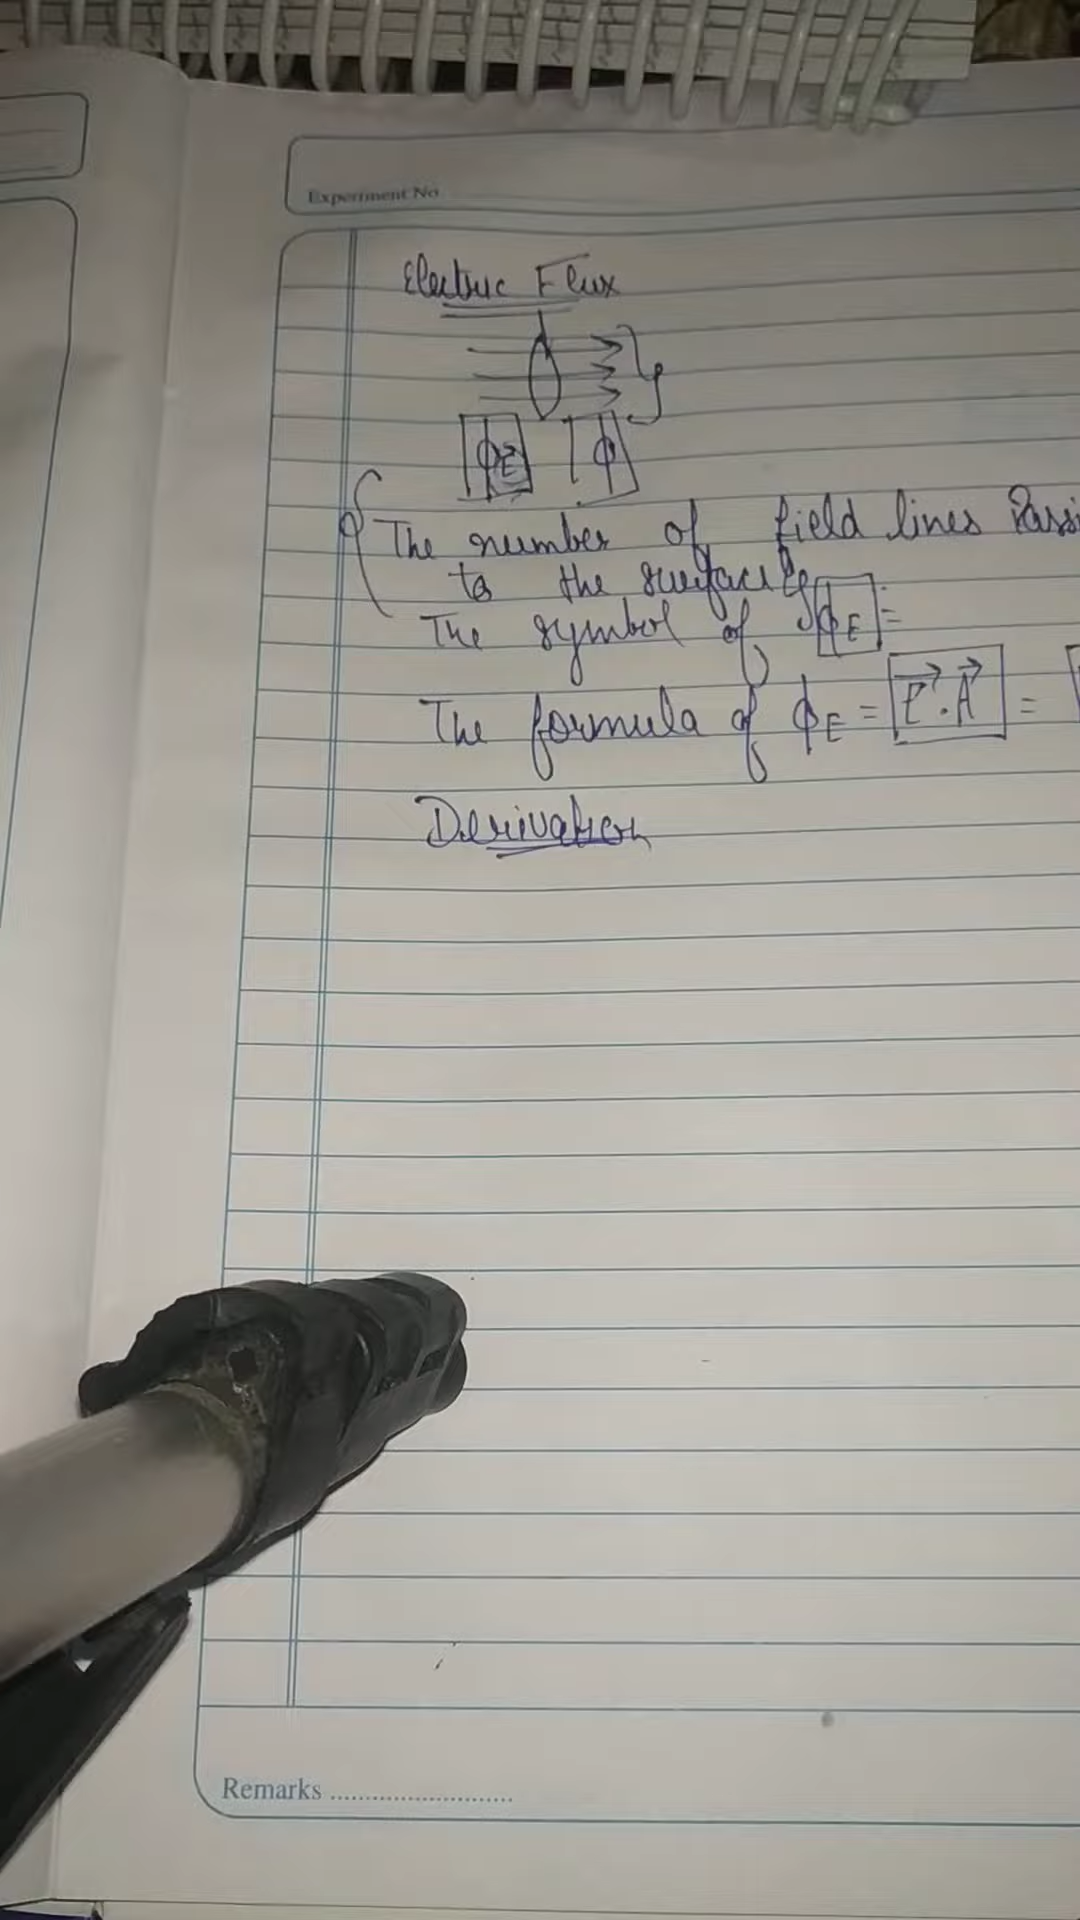 Experiment No
Electric Flux
ϕE ϕ
The number of field lines Passi
to the surface
The symbol of ϕE =
The formula of ϕE = E⃗ . A⃗ =
Derivation
Remarks ..........................